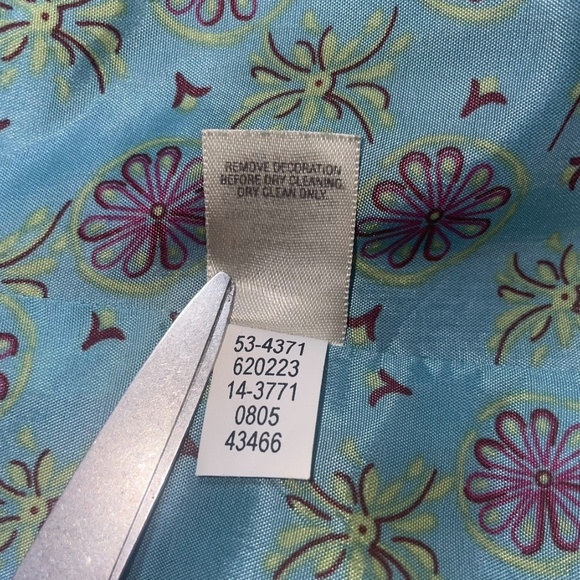 REMOVE DECORATION
BEFORE DRY CLEANING.
DRY CLEAN ONLY.
53-4371
620223
14-3771
0805
43466